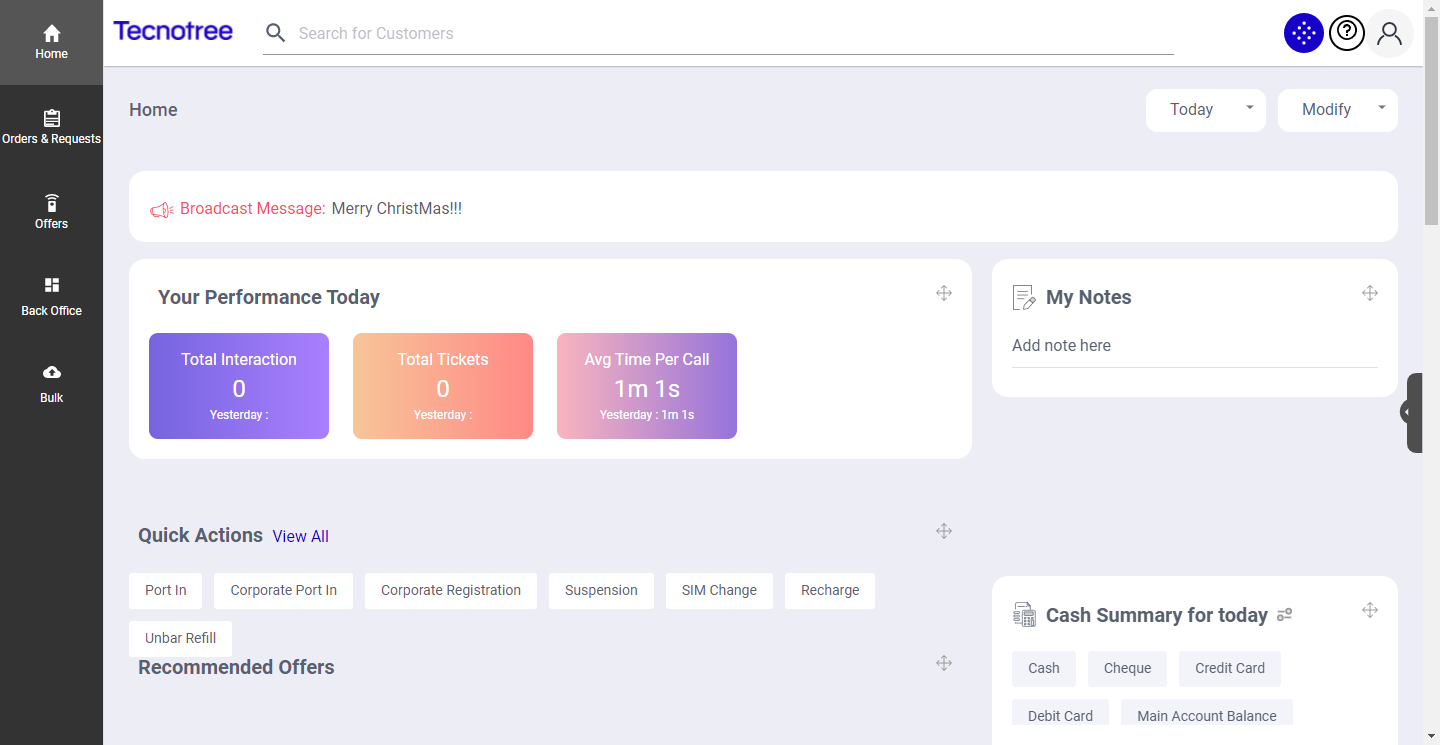 Home
Orders & Requests
Offers
Back Office
Bulk
Tecnotree
Search for Customers
Home
Today
Modify
Broadcast Message: Merry ChristMas!!!
Your Performance Today
Total Interaction
0
Yesterday :
Total Tickets
0
Yesterday :
Avg Time Per Call
1m 1s
Yesterday : 1m 1s
My Notes
Add note here
Quick Actions View All
Port In
Corporate Port In
Corporate Registration
Suspension
SIM Change
Recharge
Unbar Refill
Recommended Offers
Cash Summary for today
Cash
Cheque
Credit Card
Debit Card
Main Account Balance